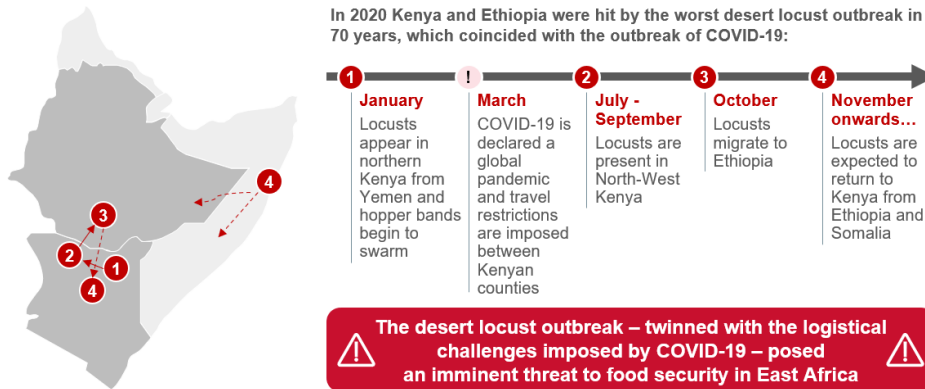 In 2020 Kenya and Ethiopia were hit by the worst desert locust outbreak in
70 years, which coincided with the outbreak of COVID-19:
1
!
2
3
4
January
Locusts
appear in
northern
Kenya from
Yemen and
hopper bands
begin to
swarm
March
COVID-19 is
declared a
global
pandemic
and travel
restrictions
are imposed
between
Kenyan
counties
July -
September
Locusts are
present in
North-West
Kenya
October
Locusts
migrate to
Ethiopia
November
onwards…
Locusts are
expected to
return to
Kenya from
Ethiopia and
Somalia
4
3
2
1
4
The desert locust outbreak – twinned with the logistical
challenges imposed by COVID-19 – posed
an imminent threat to food security in East Africa
!
!